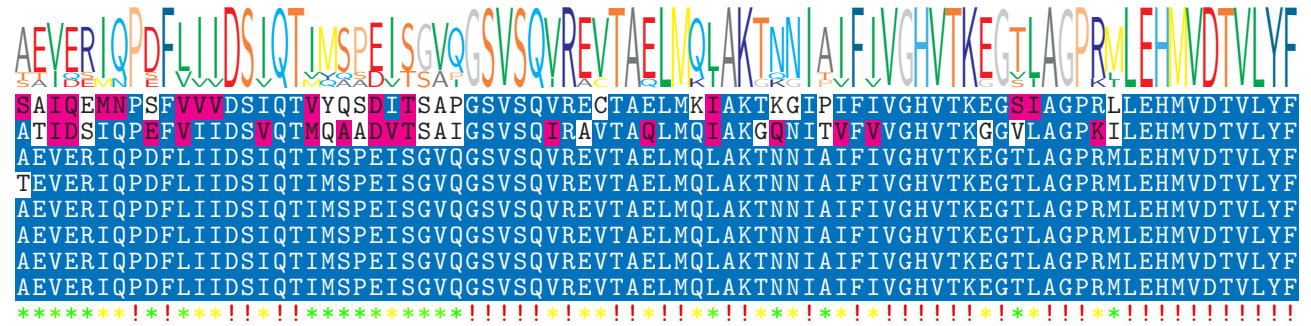 AEVERIQPDFLIIDSIQTIMSPEISGVQGSVSQVREVTAELMQLAKTNNIAIFIVGHVTKEGTLAGPRMLEHMVDTVLYF
SAIQEMNPSFVVVDSIQTVYQSDITSAPGSVSQVRECTAELMKIAKTKGIPIFIVGHVTKEGSIAGPRLLEHMVDTVLYF
ATIDSIQPEFVIIDSVQTMQAADVTSAIGSVSQIRAVTAQLMQIAKGQNITVFVVGHVTKGGVLAGPKILEHMVDTVLYF
AEVERIQPDFLIIDSIQTIMSPEISGVQGSVSQVREVTAELMQLAKTNNIAIFIVGHVTKEGTLAGPRMLEHMVDTVLYF
TEVERIQPDFLIIDSIQTIMSPEISGVQGSVSQVREVTAELMQLAKTNNIAIFIVGHVTKEGTLAGPRMLEHMVDTVLYF
AEVERIQPDFLIIDSIQTIMSPEISGVQGSVSQVREVTAELMQLAKTNNIAIFIVGHVTKEGTLAGPRMLEHMVDTVLYF
AEVERIQPDFLIIDSIQTIMSPEISGVQGSVSQVREVTAELMQLAKTNNIAIFIVGHVTKEGTLAGPRMLEHMVDTVLYF
AEVERIQPDFLIIDSIQTIMSPEISGVQGSVSQVREVTAELMQLAKTNNIAIFIVGHVTKEGTLAGPRMLEHMVDTVLYF
AEVERIQPDFLIIDSIQTIMSPEISGVQGSVSQVREVTAELMQLAKTNNIAIFIVGHVTKEGTLAGPRMLEHMVDTVLYF
*******!*!***!!*!!**********!!!!!*!**!!*!!**!!***!**!*!!!!!!*!**!!!**!!!!!!!!!!!